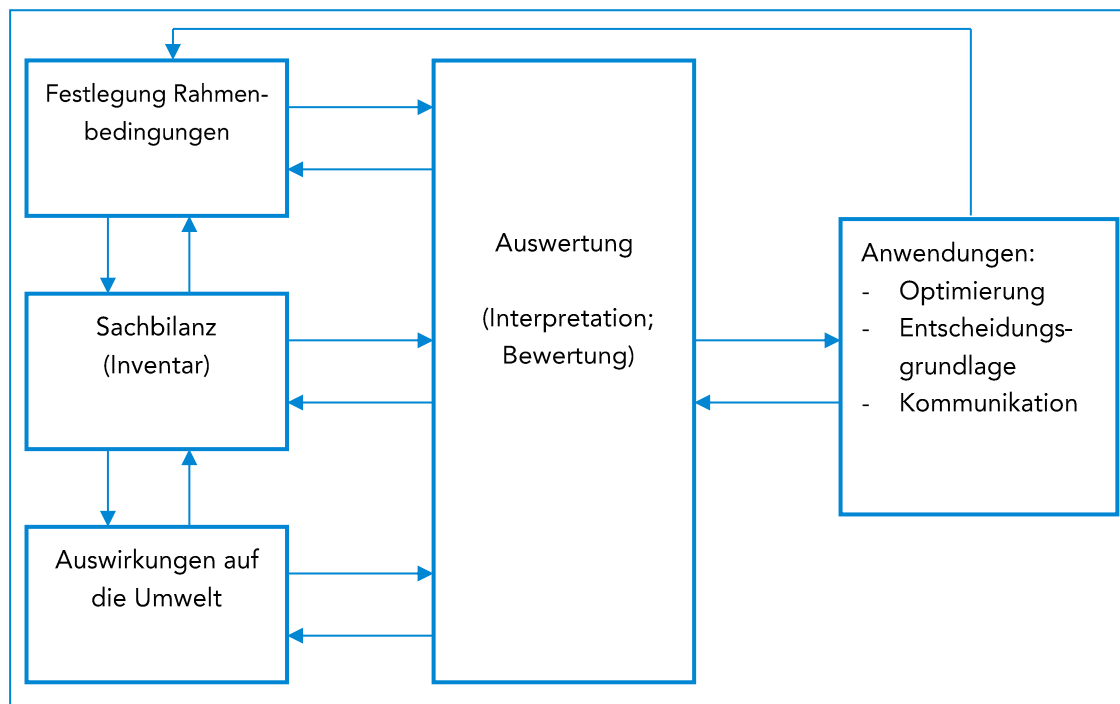 Festlegung Rahmen-
bedingungen
Sachbilanz
(Inventar)
Auswirkungen auf
die Umwelt
Auswertung
(Interpretation;
Bewertung)
Anwendungen:
- Optimierung
- Entscheidungs-
grundlage
- Kommunikation